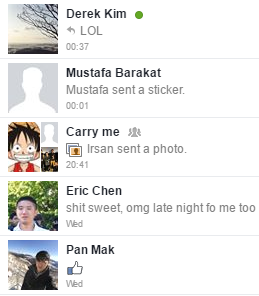 Derek Kim
LOL
00:37
Mustafa Barakat
Mustafa sent a sticker.
00:01
Carry me
Irsan sent a photo.
20:41
Eric Chen
shit sweet, omg late night fo me too
Wed
Pan Mak
Wed